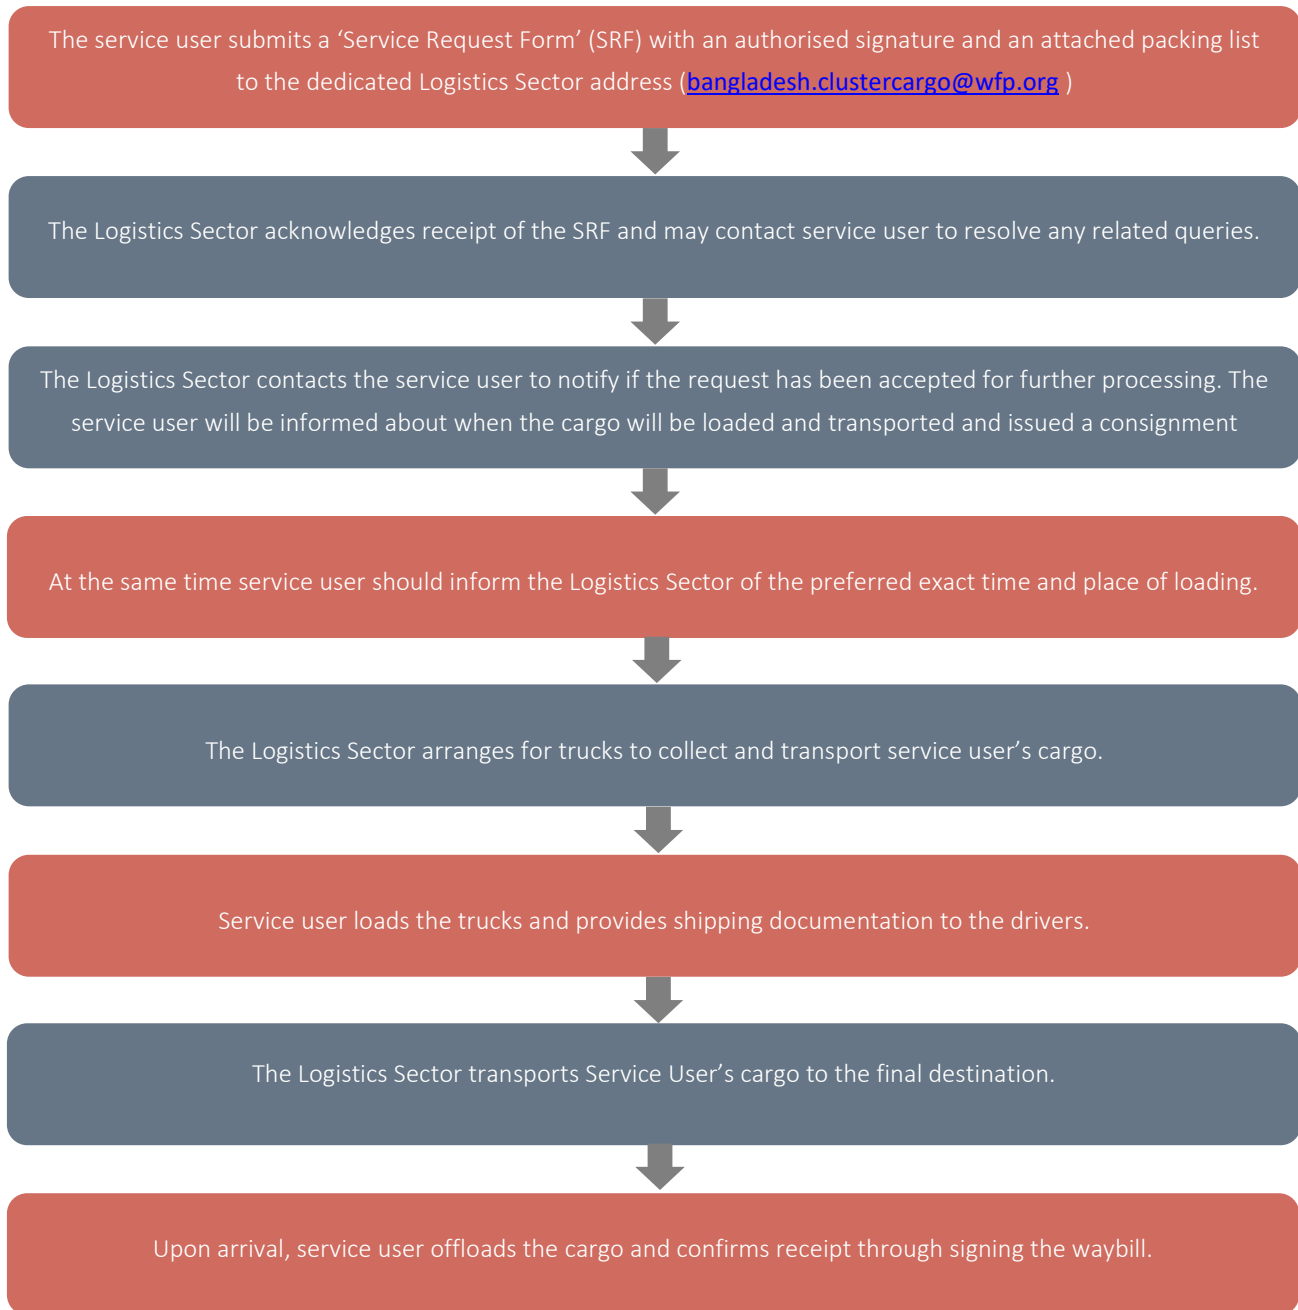 The service user submits a ‘Service Request Form’ (SRF) with an authorised signature and an attached packing list
to the dedicated Logistics Sector address (bangladesh.clustercargo@wfp.org )
The Logistics Sector acknowledges receipt of the SRF and may contact service user to resolve any related queries.
The Logistics Sector contacts the service user to notify if the request has been accepted for further processing. The
service user will be informed about when the cargo will be loaded and transported and issued a consignment
At the same time service user should inform the Logistics Sector of the preferred exact time and place of loading.
The Logistics Sector arranges for trucks to collect and transport service user’s cargo.
Service user loads the trucks and provides shipping documentation to the drivers.
The Logistics Sector transports Service User’s cargo to the final destination.
Upon arrival, service user offloads the cargo and confirms receipt through signing the waybill.